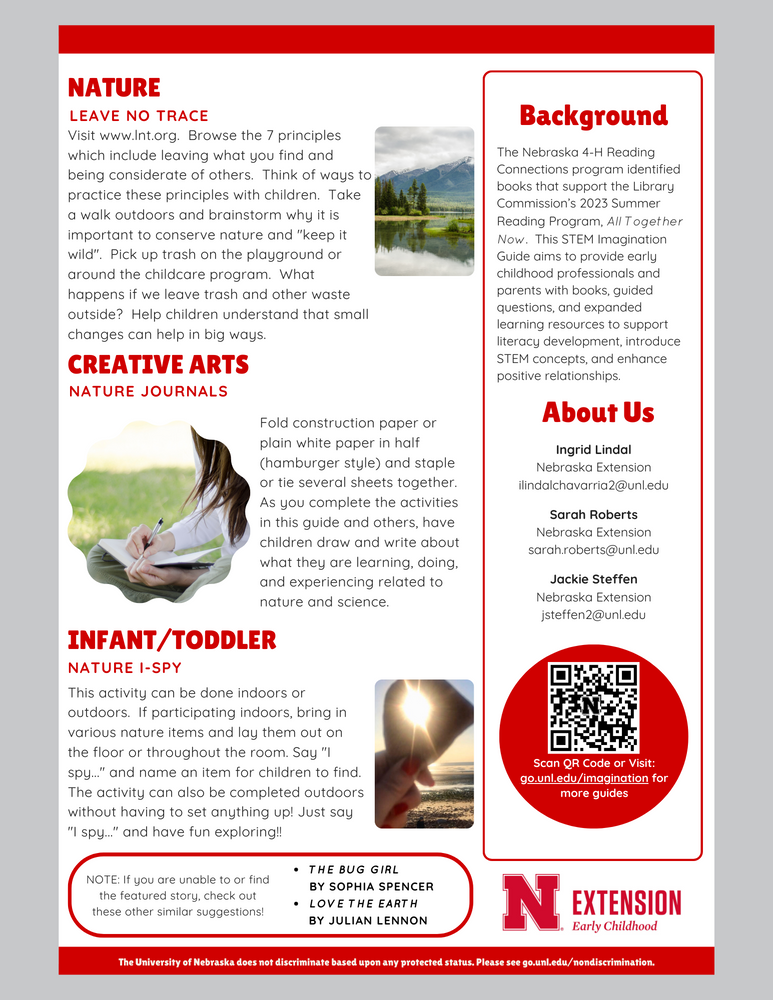 NATURE
LEAVE NO TRACE
Visit www.lnt.org.  Browse the 7 principles
which include leaving what you find and
being considerate of others.  Think of ways to
practice these principles with children.  Take
a walk outdoors and brainstorm why it is
important to conserve nature and "keep it
wild".  Pick up trash on the playground or
around the childcare program.  What
happens if we leave trash and other waste
outside?  Help children understand that small
changes can help in big ways.
CREATIVE ARTS
NATURE JOURNALS
Fold construction paper or
plain white paper in half
(hamburger style) and staple
or tie several sheets together.
As you complete the activities
in this guide and others, have
children draw and write about
what they are learning, doing,
and experiencing related to
nature and science.
INFANT/TODDLER
NATURE I-SPY
This activity can be done indoors or
outdoors.  If participating indoors, bring in
various nature items and lay them out on
the floor or throughout the room. Say "I
spy..." and name an item for children to find.
The activity can also be completed outdoors
without having to set anything up! Just say
"I spy..." and have fun exploring!!
NOTE: If you are unable to or find
the featured story, check out
these other similar suggestions!
• THE BUG GIRL
BY SOPHIA SPENCER
• LOVE THE EARTH
BY JULIAN LENNON
Background
The Nebraska 4-H Reading
Connections program identified
books that support the Library
Commission's 2023 Summer
Reading Program, All Together
Now.  This STEM Imagination
Guide aims to provide early
childhood professionals and
parents with books, guided
questions, and expanded
learning resources to support
literacy development, introduce
STEM concepts, and enhance
positive relationships.
About Us
Ingrid Lindal
Nebraska Extension
ilindalchavarria2@unl.edu
Sarah Roberts
Nebraska Extension
sarah.roberts@unl.edu
Jackie Steffen
Nebraska Extension
jsteffen2@unl.edu
N
Scan QR Code or Visit:
go.unl.edu/imagination for
more guides
N EXTENSION
Early Childhood
The University of Nebraska does not discriminate based upon any protected status. Please see go.unl.edu/nondiscrimination.